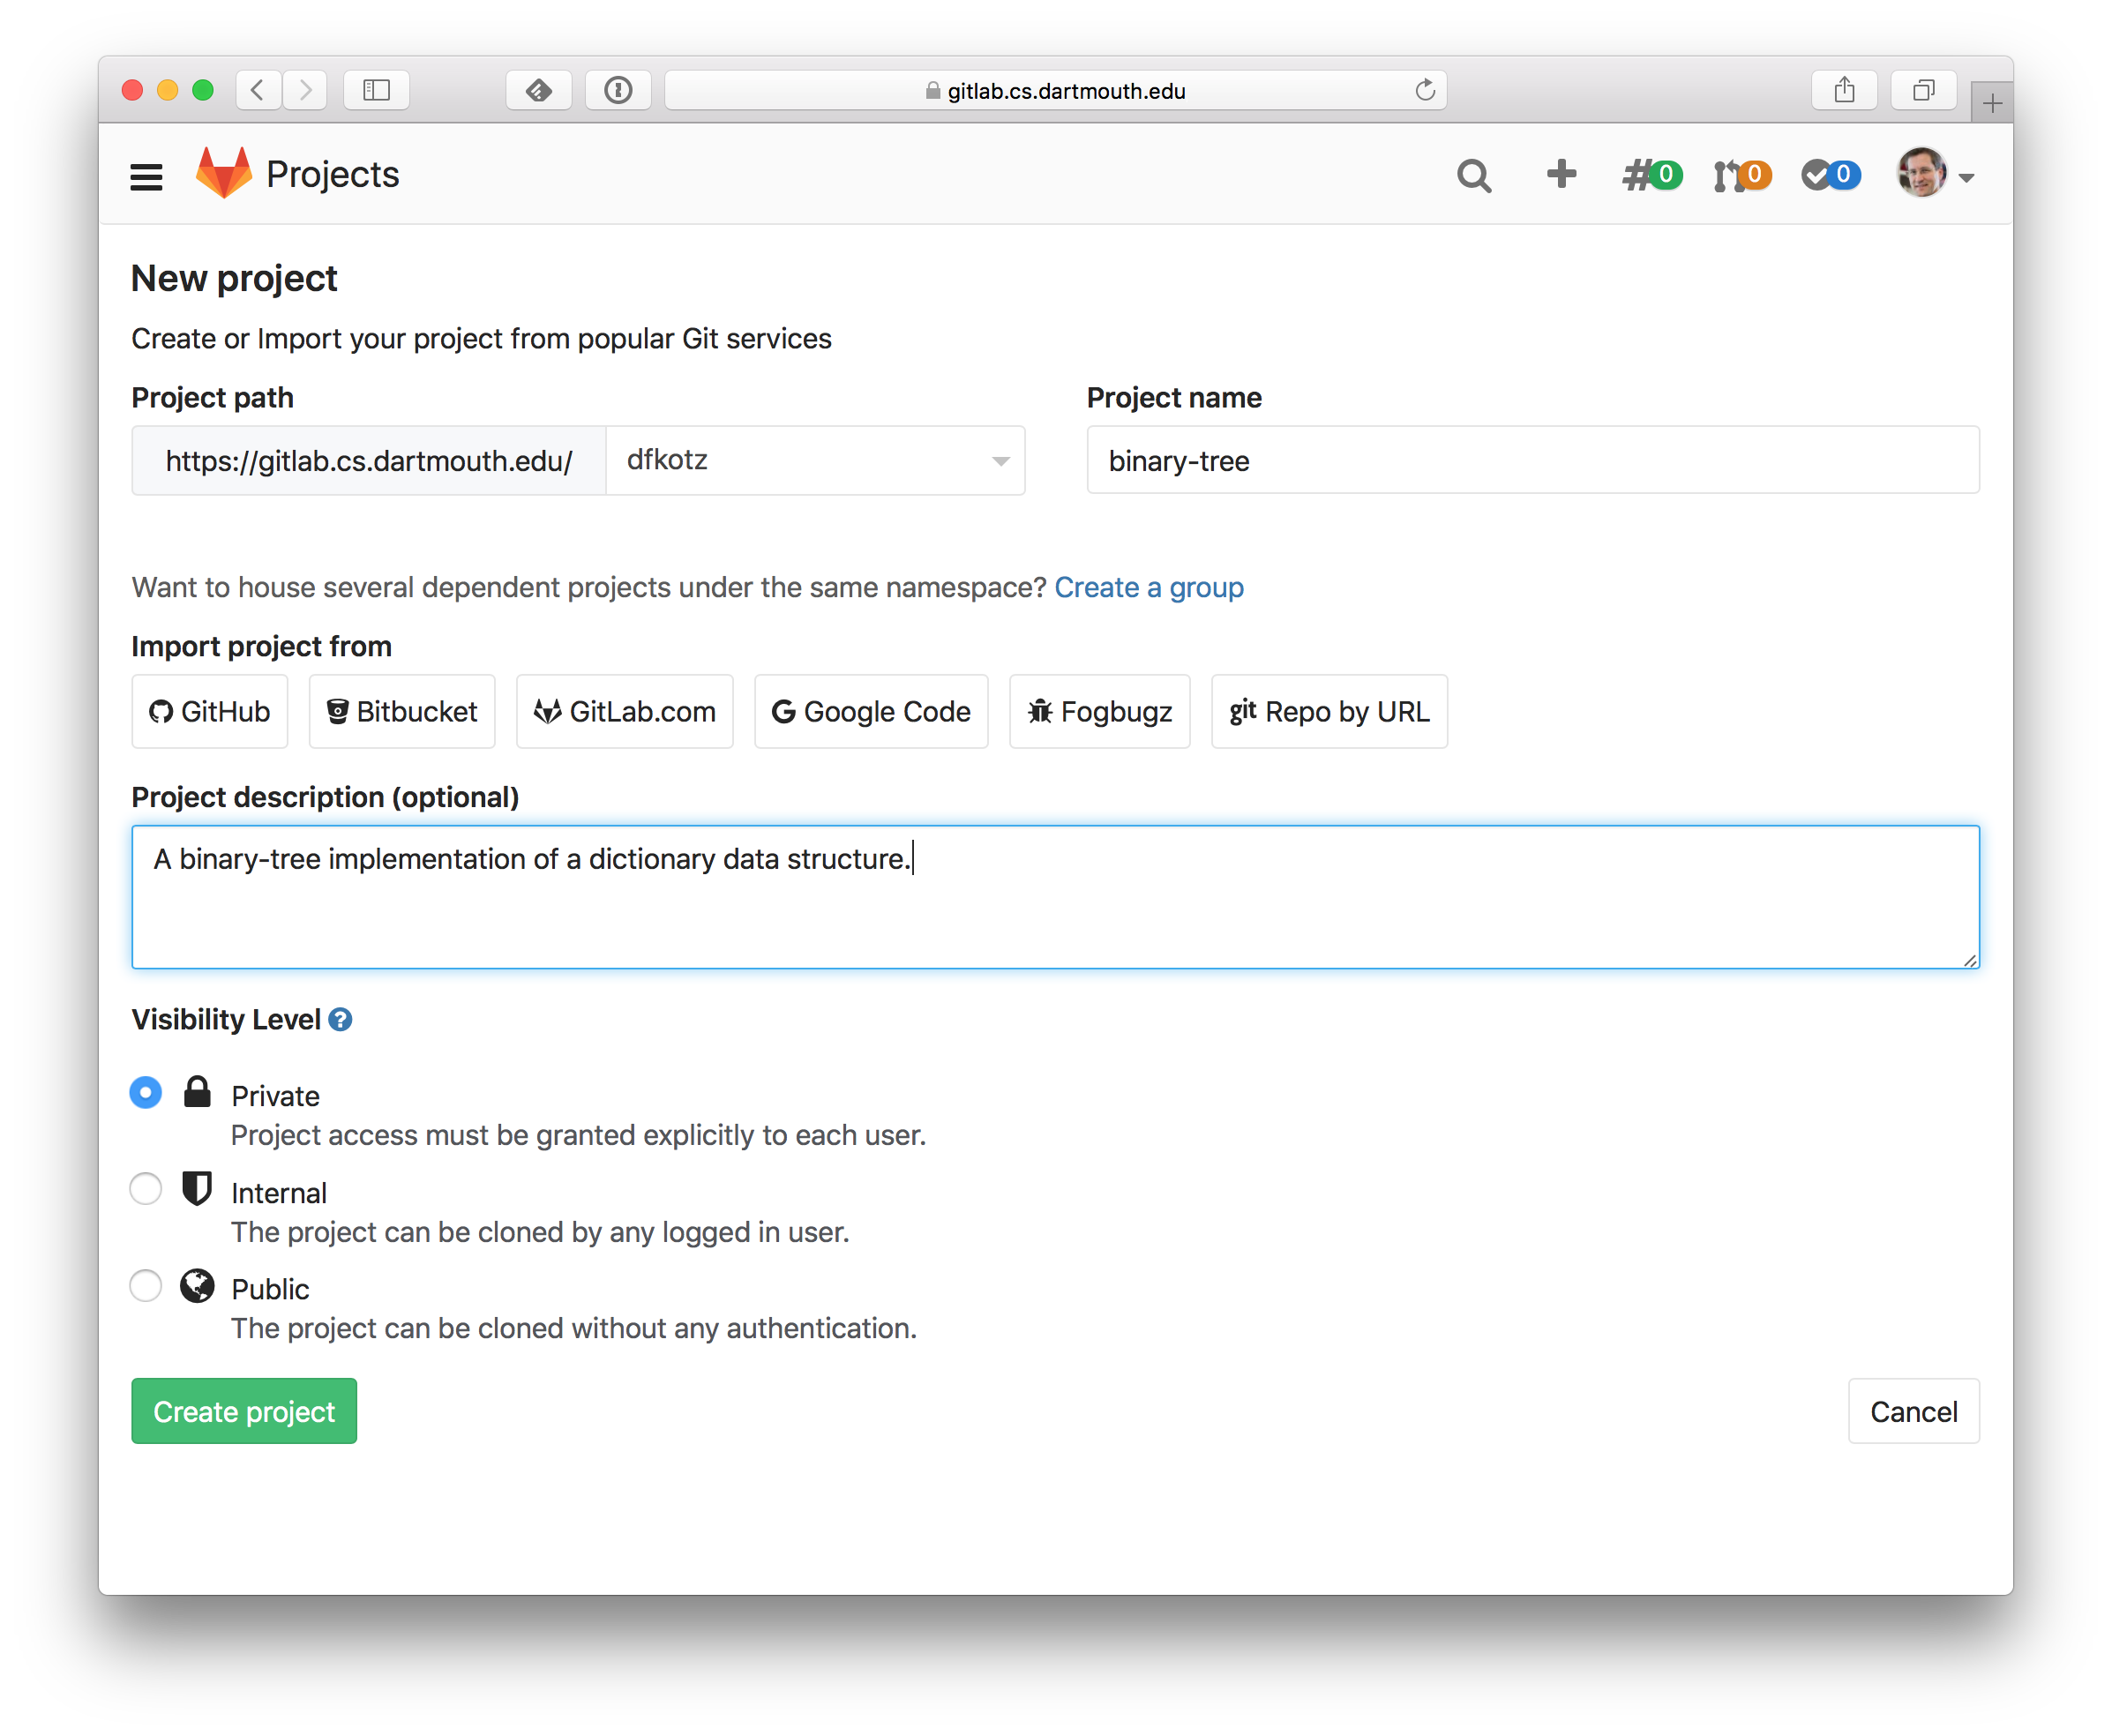 gitlab.cs.dartmouth.edu
Projects
0
0
0
New project
Create or Import your project from popular Git services
Project path
Project name
https://gitlab.cs.dartmouth.edu/
dfkotz
binary-tree
Want to house several dependent projects under the same namespace? Create a group
Import project from
GitHub
Bitbucket
GitLab.com
Google Code
Fogbugz
git Repo by URL
Project description (optional)
A binary-tree implementation of a dictionary data structure.
Visibility Level ?
Private
Project access must be granted explicitly to each user.
Internal
The project can be cloned by any logged in user.
Public
The project can be cloned without any authentication.
Create project
Cancel